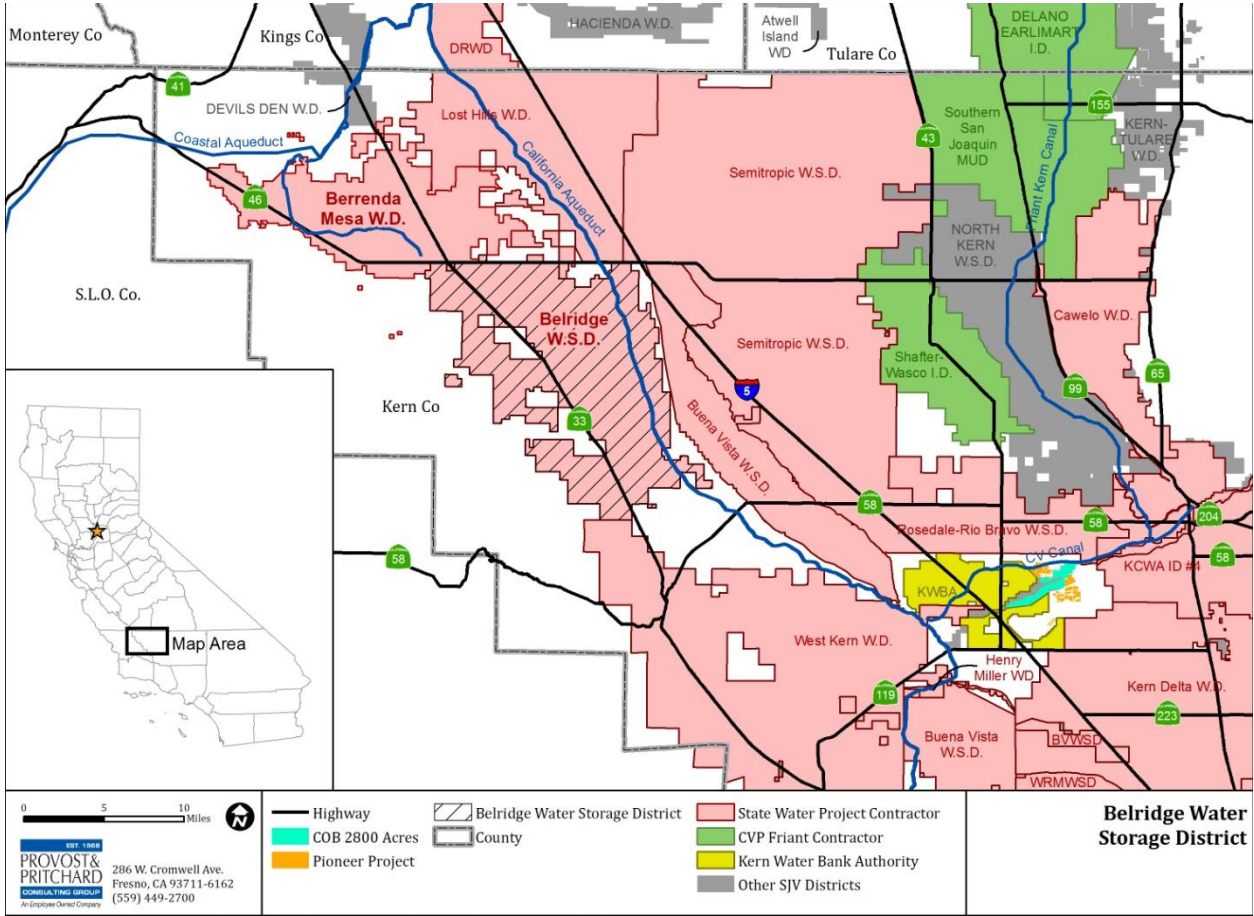 Monterey Co
Kings Co
HACIENDA W.D.
Atwell
Island
WD
Tulare Co
DELANO
EARLIMART
I.D.
DRWD
41
DEVILS DEN W.D.
Lost Hills W.D.
Coastal Aqueduct
California Aqueduct
Semitropic W.S.D.
43
Southern
San
Joaquin
MUD
155
KERN-
TULARE
W.D.
Friant Kern Canal
46
Berrenda
Mesa W.D.
NORTH
KERN
W.S.D.
S.L.O. Co.
Belridge
W.S.D.
Semitropic W.S.D.
Cawelo W.D.
Shafter-
Wasco I.D.
65
99
5
Kern Co
33
Buena Vista W.S.D.
58
Rosedale-Rio Bravo W.S.D.
58
204
58
58
CV Canal
KCWA ID #4
KWBA
West Kern W.D.
Henry
Miller WD
119
Kern Delta W.D.
223
Buena Vista
W.S.D.
BVWSD
WRMWSD
Map Area
0 5 10
Miles
N
EST. 1968
PROVOST&
PRITCHARD
CONSULTING GROUP
An Employee Owned Company
286 W. Cromwell Ave.
Fresno, CA 93711-6162
(559) 449-2700
Highway
COB 2800 Acres
Pioneer Project
Belridge Water Storage District
County
State Water Project Contractor
CVP Friant Contractor
Kern Water Bank Authority
Other SJV Districts
Belridge Water
Storage District